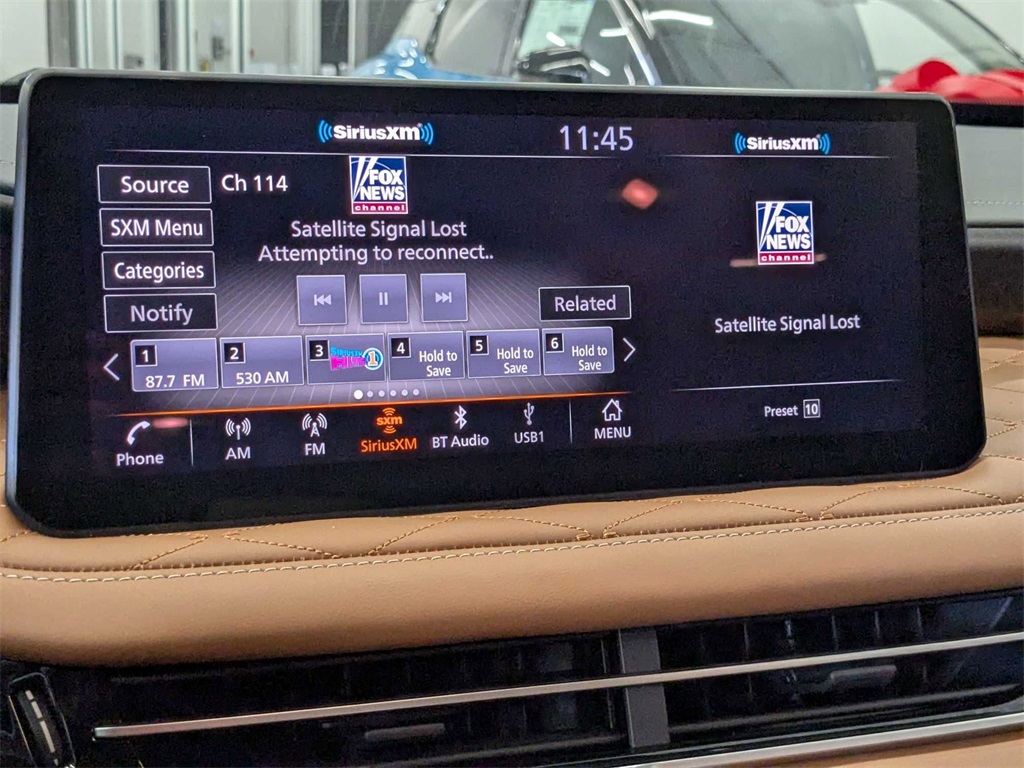 SiriusXM
11:45
SiriusXM
Source
Ch 114
FOX
NEWS
channel
SXM Menu
Satellite Signal Lost
Attempting to reconnect..
Categories
Notify
Related
1
87.7 FM
2
530 AM
3
1
4
Hold to
Save
5
Hold to
Save
6
Hold to
Save
Phone
AM
FM
sxm
SiriusXM
BT Audio
USB1
MENU
FOX
NEWS
channel
Satellite Signal Lost
Preset 10